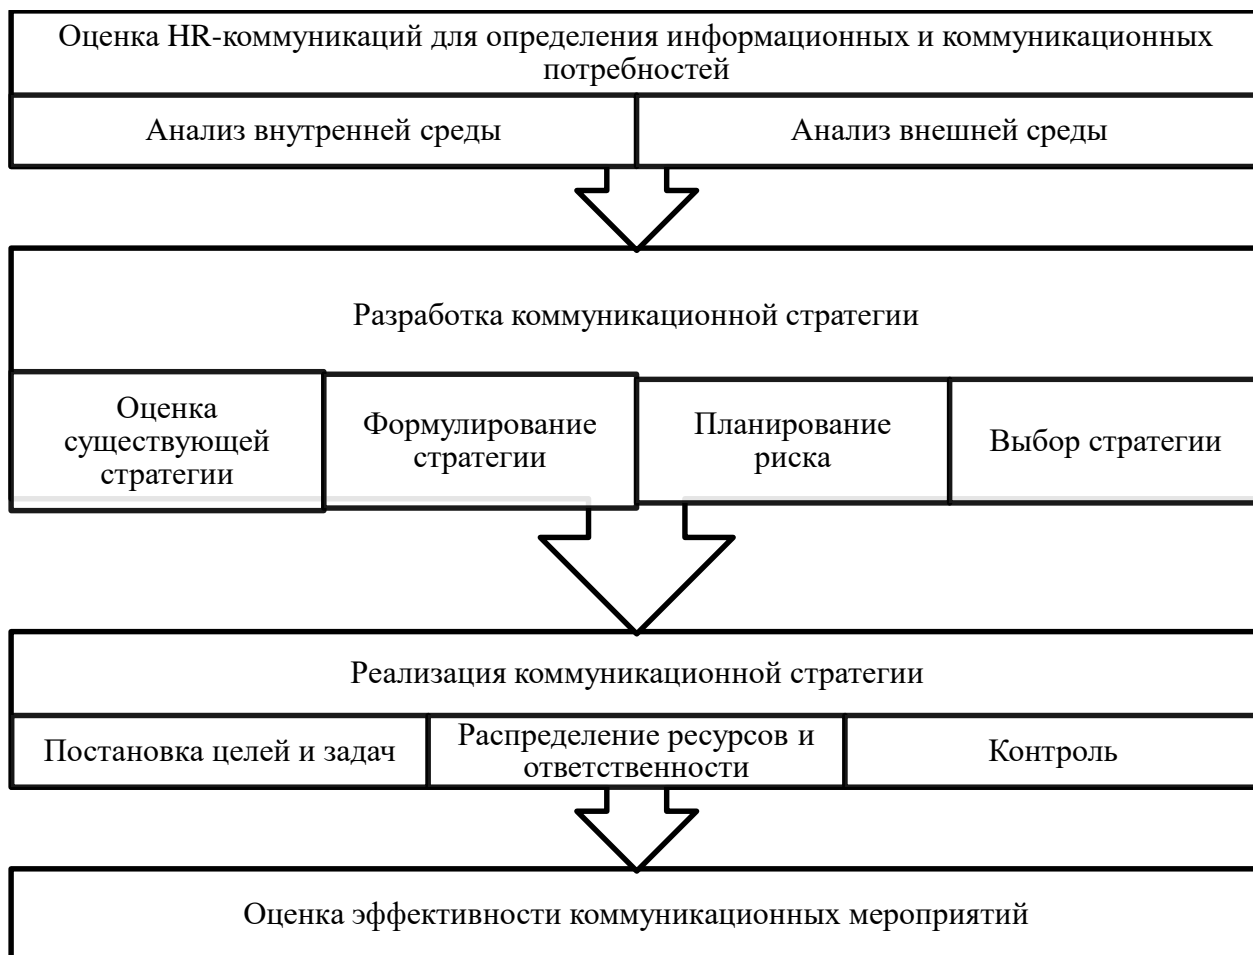 Оценка HR-коммуникаций для определения информационных и коммуникационных
потребностей
Анализ внутренней среды
Анализ внешней среды
Разработка коммуникационной стратегии
Оценка
существующей
стратегии
Формулирование
стратегии
Планирование
риска
Выбор стратегии
Реализация коммуникационной стратегии
Постановка целей и задач
Распределение ресурсов и
ответственности
Контроль
Оценка эффективности коммуникационных мероприятий